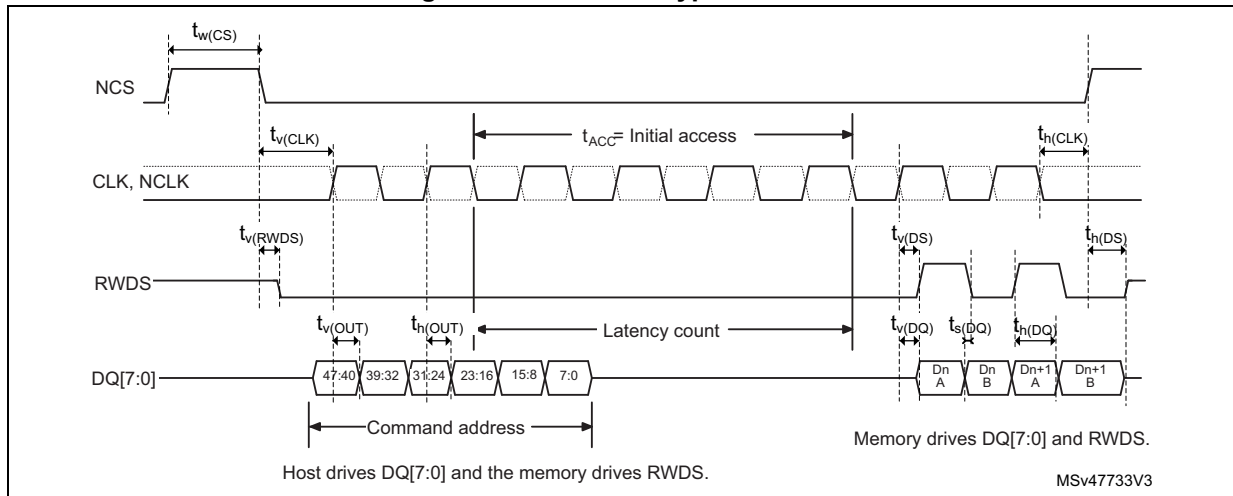 tw(CS)
NCS
tv(CLK)
tACC= Initial access
th(CLK)
CLK, NCLK
tv(RWDS)
tv(DS)
th(DS)
RWDS
tv(OUT)
th(OUT)
Latency count
tv(DQ)
ts(DQ)
th(DQ)
DQ[7:0]
47:40
39:32
31:24
23:16
15:8
7:0
Dn
A
Dn
B
Dn+1
A
Dn+1
B
Command address
Memory drives DQ[7:0] and RWDS.
Host drives DQ[7:0] and the memory drives RWDS.
MSv47733V3